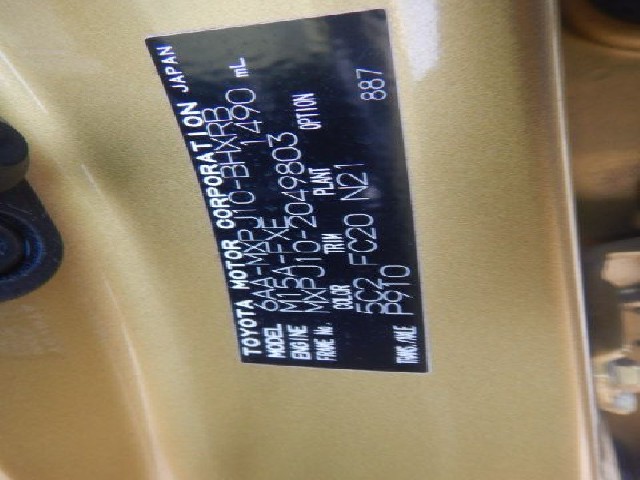 TOYOTA MOTOR CORPORATION JAPAN
MODEL 6AA-MXPJ10-BHXRB
ENGINE M15A-FXE 1490 mL
FRAME No. MXPJ10-2049803
COLOR TRIM PLANT OPTION
5C2 FC20 N21 887
TRANS./AXLE P910